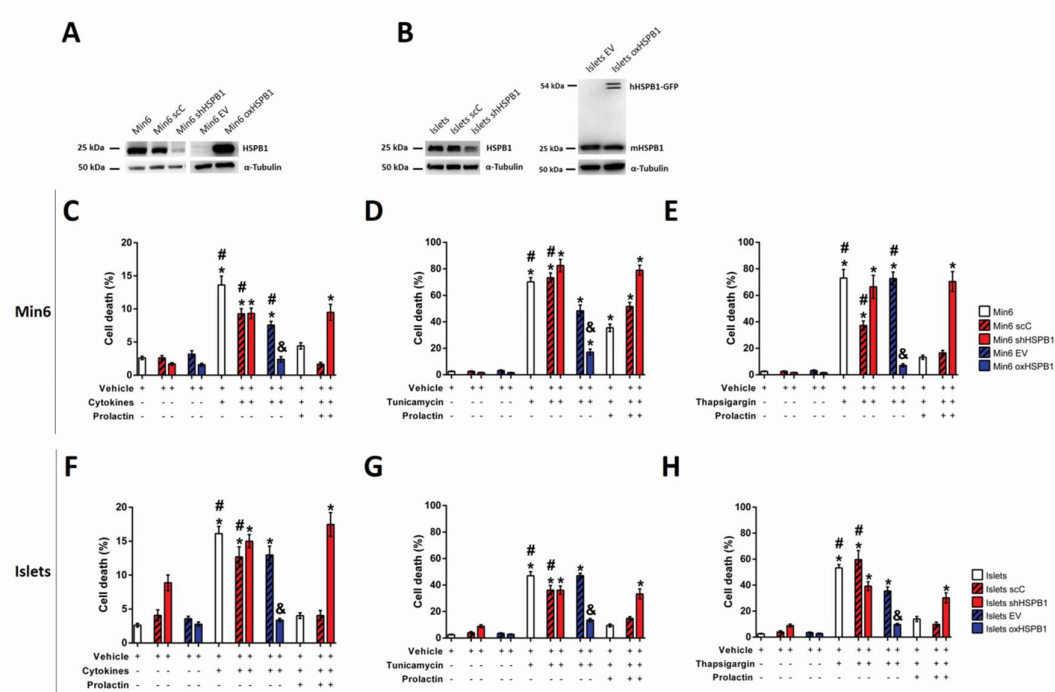 A
B
Min6
Min6 scC
Min6 shHSPB1
Min6 EV
Min6 oxHSPB1
25 kDa
HSPB1
50 kDa
α-Tubulin
Islets
Islets scC
Islets shHSPB1
25 kDa
HSPB1
50 kDa
α-Tubulin
Islets EV
Islets oxHSPB1
54 kDa
hHSPB1-GFP
25 kDa
mHSPB1
50 kDa
α-Tubulin
Min6
C
Cell death (%)
20
15
10
5
0
# * # * * # * & *
Vehicle + + + + + + + + + + + + +
Cytokines - - - - - + + + + + + + +
Prolactin - - - - - - - - - - + + +
D
Cell death (%)
100
80
60
40
20
0
# * # * * * & * * * *
Vehicle + + + + + + + + + + + + +
Tunicamycin - - - - - + + + + + + + +
Prolactin - - - - - - - - - - + + +
E
Cell death (%)
100
80
60
40
20
0
# * # * * # * & *
Vehicle + + + + + + + + + + + + +
Thapsigargin - - - - - + + + + + + + +
Prolactin - - - - - - - - - - + + +
Min6
Min6 scC
Min6 shHSPB1
Min6 EV
Min6 oxHSPB1
Islets
F
Cell death (%)
20
15
10
5
0
# * # * * * & *
Vehicle + + + + + + + + + + + + +
Cytokines - - - - - + + + + + + + +
Prolactin - - - - - - - - - - + + +
G
Cell death (%)
100
80
60
40
20
0
# * # * * * & *
Vehicle + + + + + + + + + + + + +
Tunicamycin - - - - - + + + + + + + +
Prolactin - - - - - - - - - - + + +
H
Cell death (%)
100
80
60
40
20
0
# * # * * * & *
Vehicle + + + + + + + + + + + + +
Thapsigargin - - - - - + + + + + + + +
Prolactin - - - - - - - - - - + + +
Islets
Islets scC
Islets shHSPB1
Islets EV
Islets oxHSPB1